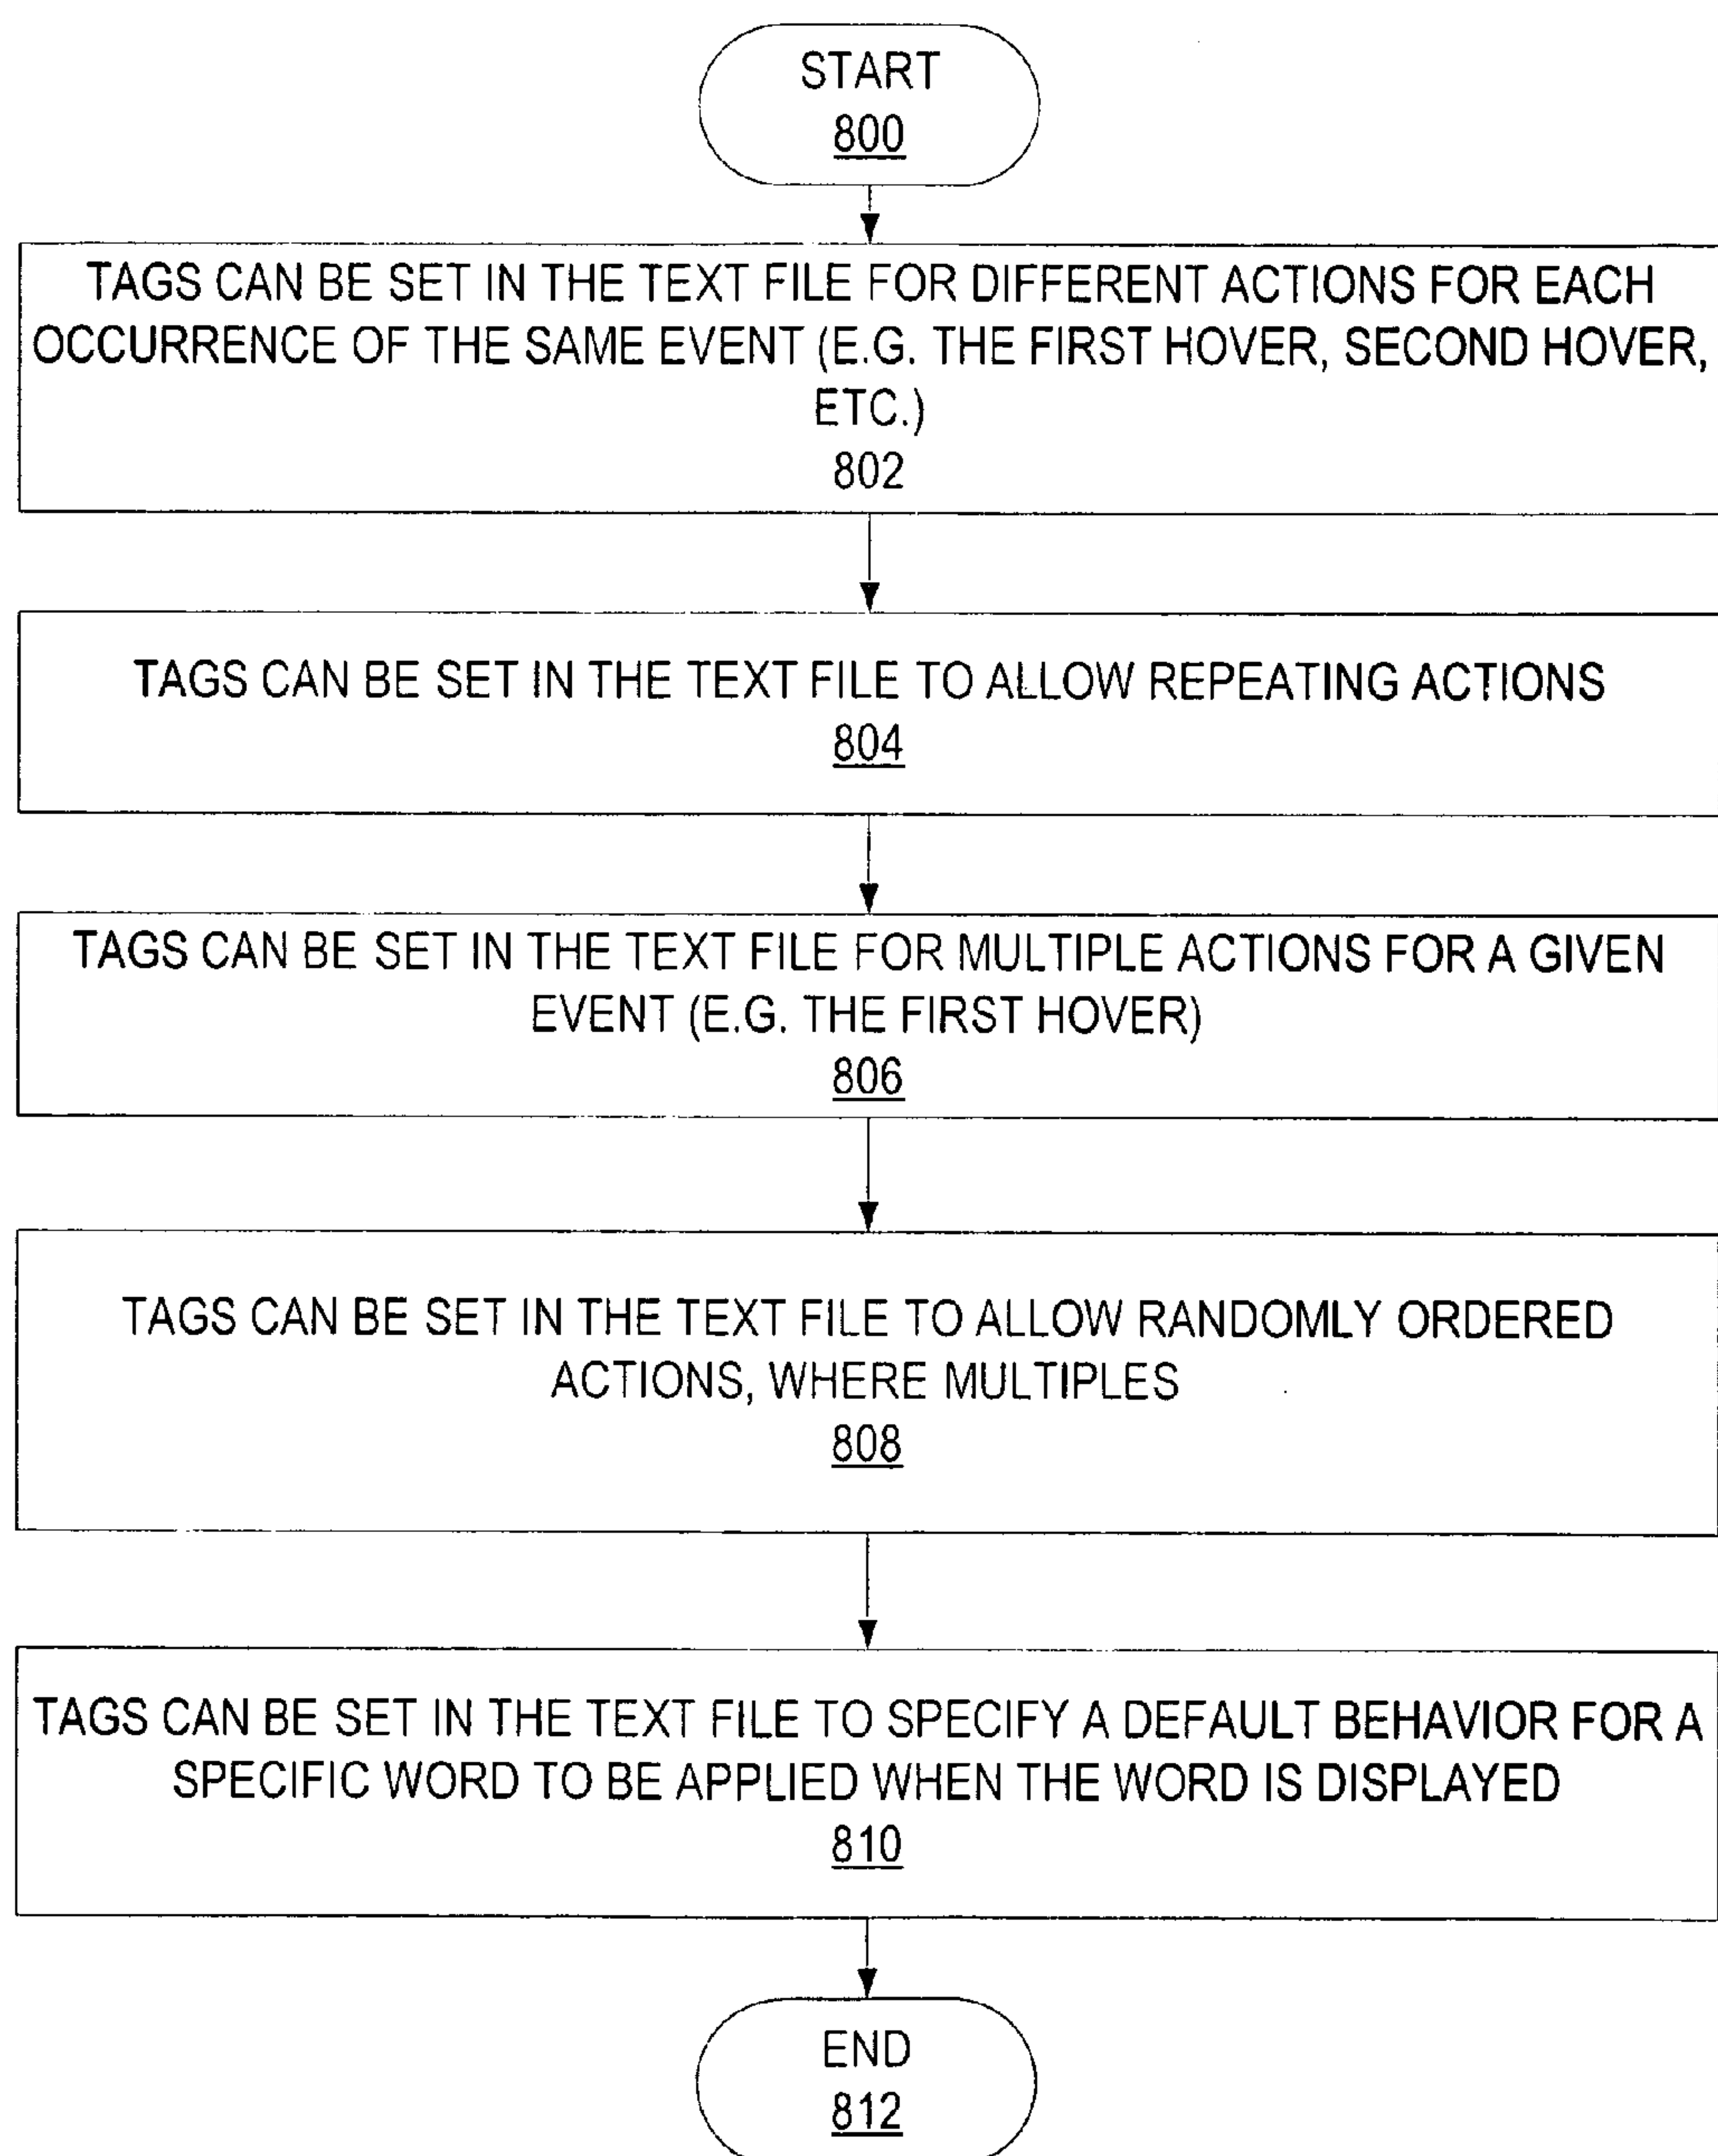 START
800
TAGS CAN BE SET IN THE TEXT FILE FOR DIFFERENT ACTIONS FOR EACH
OCCURRENCE OF THE SAME EVENT (E.G. THE FIRST HOVER, SECOND HOVER,
ETC.)
802
TAGS CAN BE SET IN THE TEXT FILE TO ALLOW REPEATING ACTIONS
804
TAGS CAN BE SET IN THE TEXT FILE FOR MULTIPLE ACTIONS FOR A GIVEN
EVENT (E.G. THE FIRST HOVER)
806
TAGS CAN BE SET IN THE TEXT FILE TO ALLOW RANDOMLY ORDERED
ACTIONS, WHERE MULTIPLES
808
TAGS CAN BE SET IN THE TEXT FILE TO SPECIFY A DEFAULT BEHAVIOR FOR A
SPECIFIC WORD TO BE APPLIED WHEN THE WORD IS DISPLAYED
810
END
812